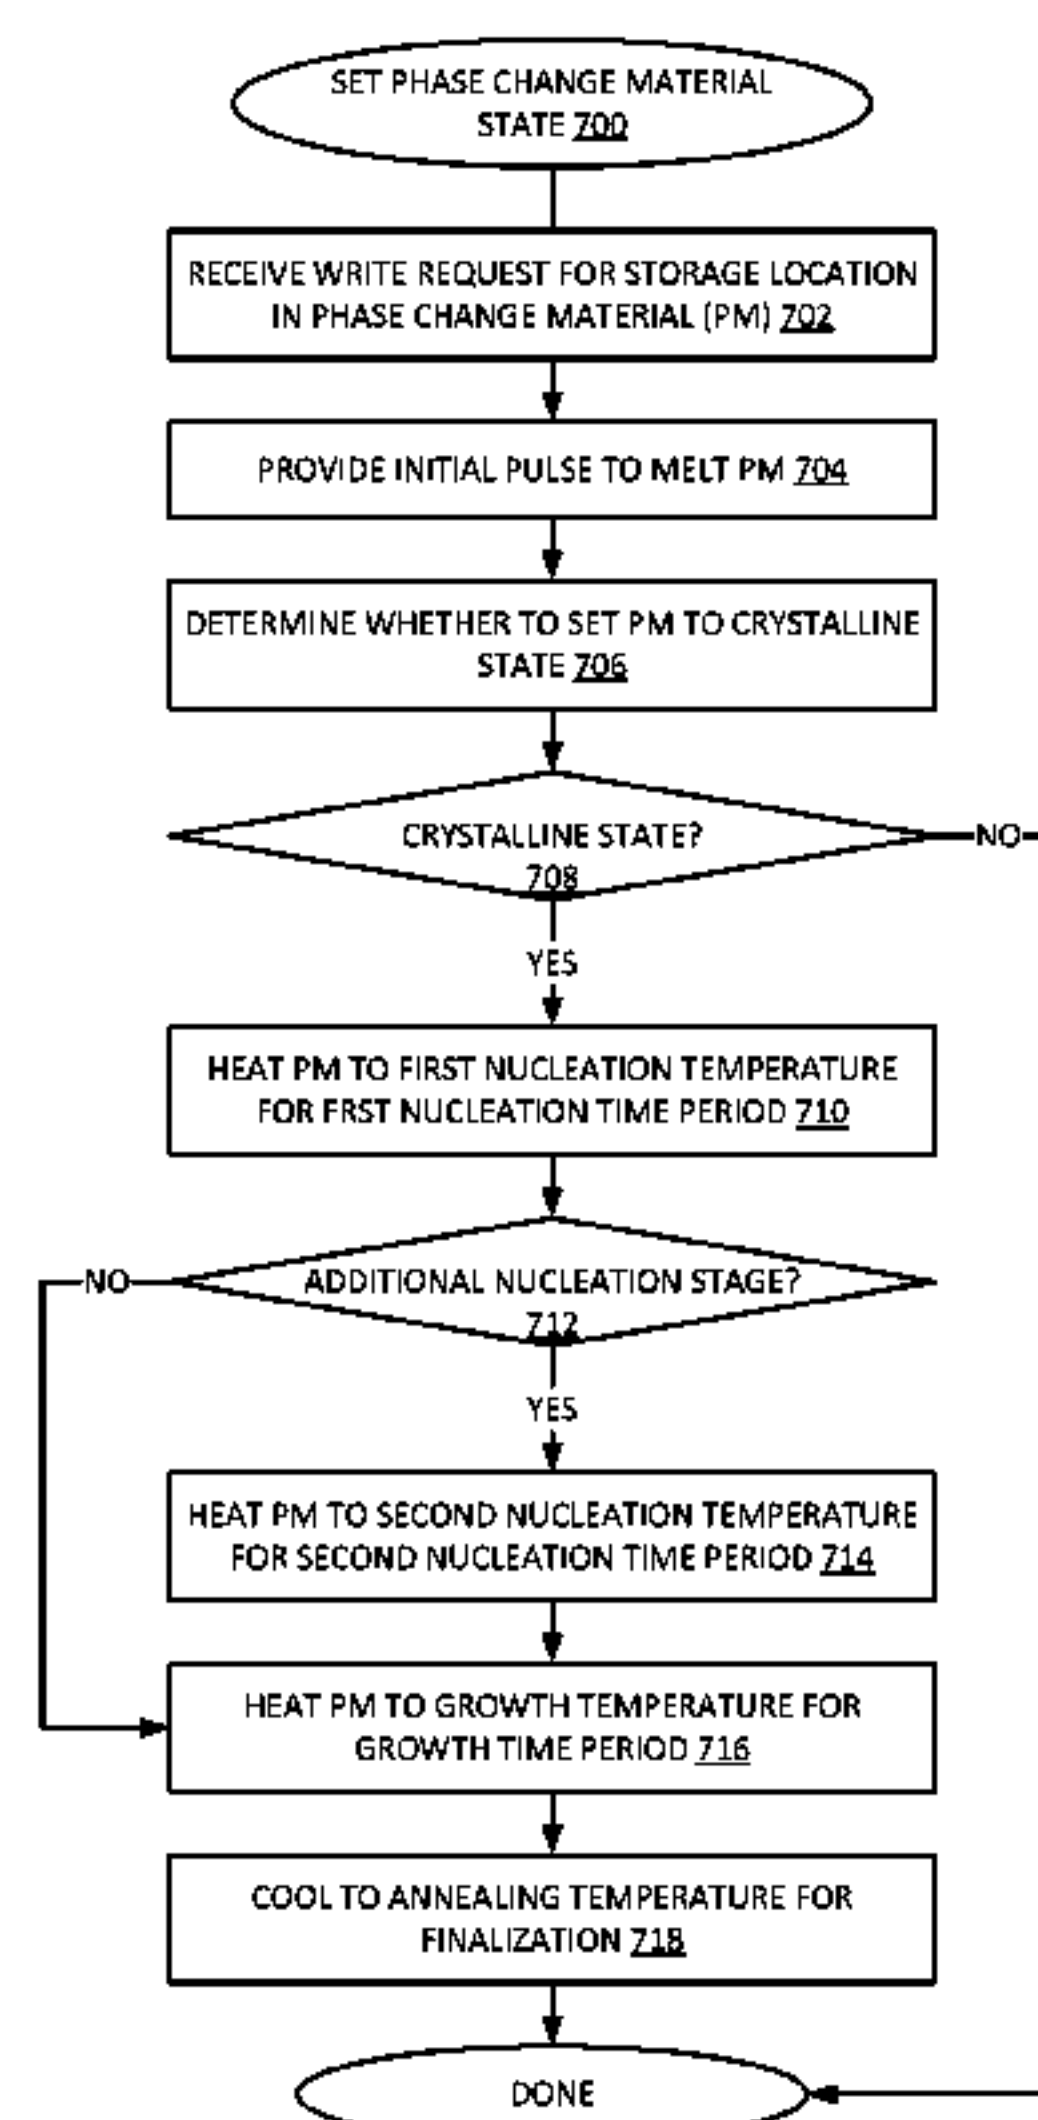 SET PHASE CHANGE MATERIAL
STATE 700
RECEIVE WRITE REQUEST FOR STORAGE LOCATION
IN PHASE CHANGE MATERIAL (PM) 702
PROVIDE INITIAL PULSE TO MELT PM 704
DETERMINE WHETHER TO SET PM TO CRYSTALLINE
STATE 706
CRYSTALLINE STATE?
708
NO
YES
HEAT PM TO FIRST NUCLEATION TEMPERATURE
FOR FRST NUCLEATION TIME PERIOD 710
NO
ADDITIONAL NUCLEATION STAGE?
712
YES
HEAT PM TO SECOND NUCLEATION TEMPERATURE
FOR SECOND NUCLEATION TIME PERIOD 714
HEAT PM TO GROWTH TEMPERATURE FOR
GROWTH TIME PERIOD 716
COOL TO ANNEALING TEMPERATURE FOR
FINALIZATION 718
DONE